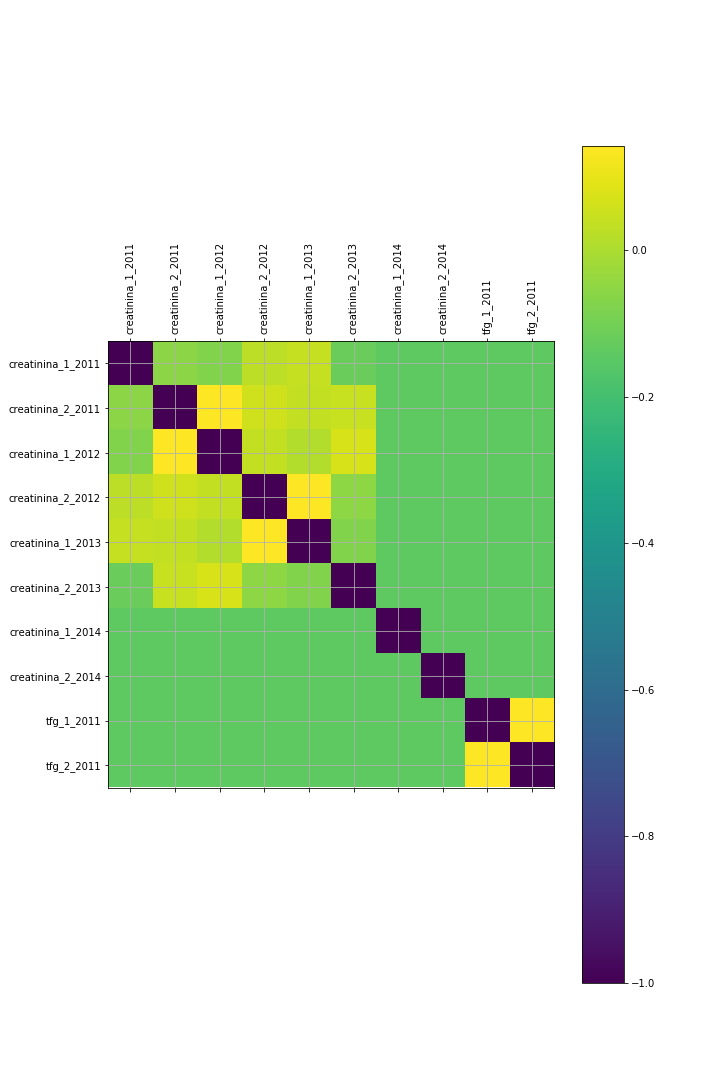 creatinina_1_2011
creatinina_2_2011
creatinina_1_2012
creatinina_2_2012
creatinina_1_2013
creatinina_2_2013
creatinina_1_2014
creatinina_2_2014
tfg_1_2011
tfg_2_2011
creatinina_1_2011
creatinina_2_2011
creatinina_1_2012
creatinina_2_2012
creatinina_1_2013
creatinina_2_2013
creatinina_1_2014
creatinina_2_2014
tfg_1_2011
tfg_2_2011
0.0
−0.2
−0.4
−0.6
−0.8
−1.0